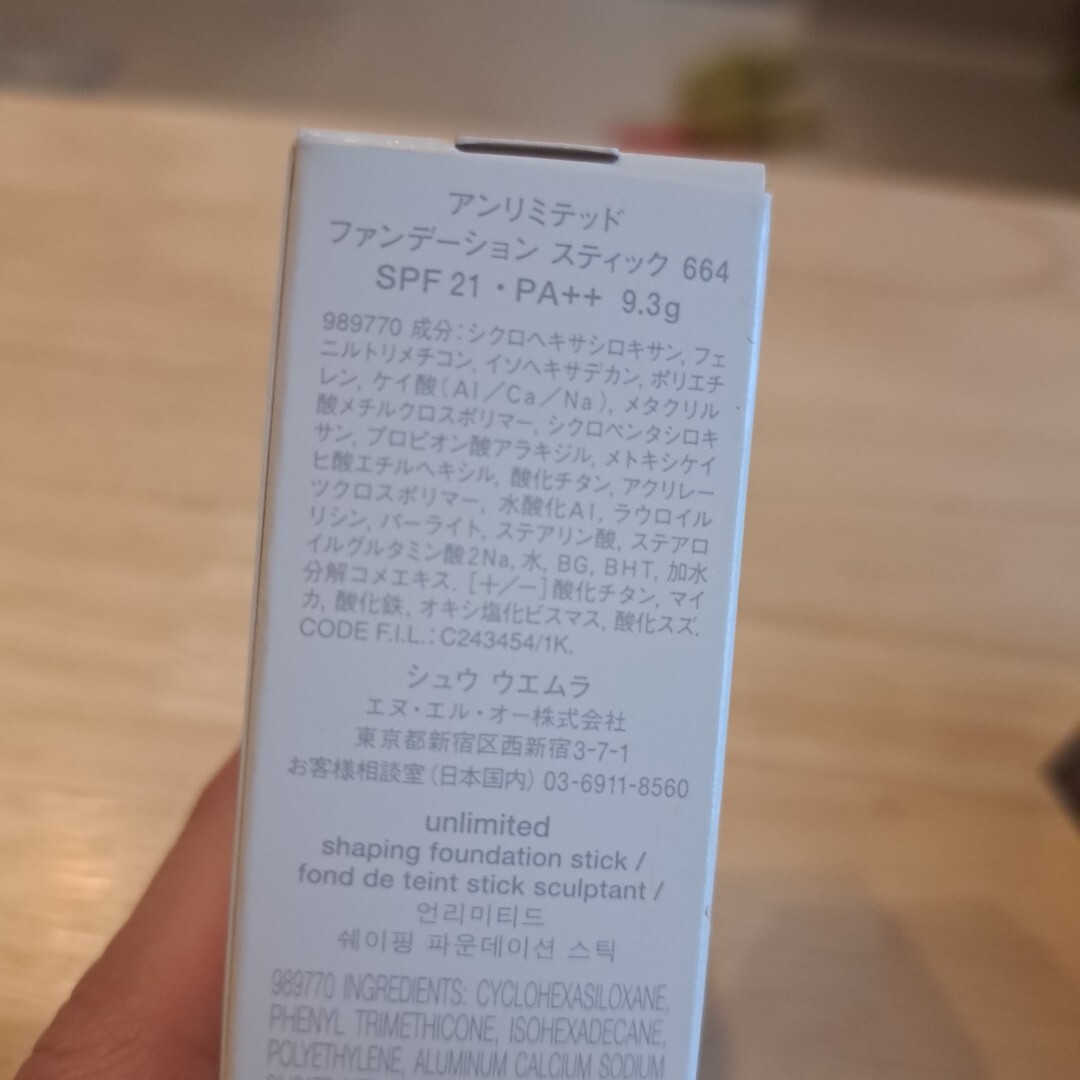 アンリミテッド
ファンデーション スティック 664
SPF 21・PA++ 9.3g
989770 成分：シクロヘキサシロキサン, フェ
ニルトリメチコン, イソヘキサデカン, ポリエチ
レン, ケイ酸（Al／Ca／Na）, メタクリル
酸メチルクロスポリマー, シクロペンタシロキ
サン, プロピオン酸アラキジル, メトキシケイ
ヒ酸エチルヘキシル, 酸化チタン, アクリレー
ツクロスポリマー, 水酸化Al, ラウロイル
リシン, パーライト, ステアリン酸, ステアロ
イルグルタミン酸2Na, 水, BG, BHT, 加水
分解コメエキス. [＋／－]酸化チタン, マイ
カ, 酸化鉄, オキシ塩化ビスマス, 酸化スズ.
CODE F.I.L.: C243454/1K.
シュウ ウエムラ
エヌ・エル・オー株式会社
東京都新宿区西新宿3-7-1
お客様相談室（日本国内）03-6911-8560
unlimited
shaping foundation stick /
fond de teint stick sculptant /
언리미티드
쉐이핑 파운데이션 스틱
989770 INGREDIENTS: CYCLOHEXASILOXANE,
PHENYL TRIMETHICONE, ISOHEXADECANE,
POLYETHYLENE, ALUMINUM CALCIUM SODIUM